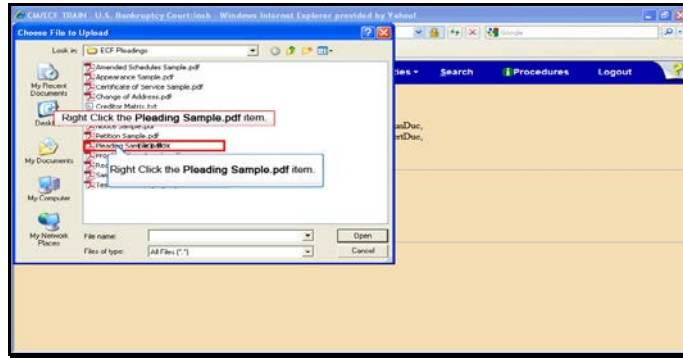 CM/ECF TRAIN - U.S. Bankruptcy Court:insb - Windows Internet Explorer provided by Yahoo!
Choose File to Upload
Google
Look in:
ECF Pleadings
Search
Procedures
Logout
My Recent Documents
Amended Schedules Sample.pdf
Appearance Sample.pdf
Certificate of Service Sample.pdf
Change of Address.pdf
Creditor Matrix.txt
Right Click the Pleading Sample.pdf item.
Petition Sample.pdf
Pleading
My Documents
Right Click the Pleading Sample.pdf item.
My Computer
My Network Places
File name:
Open
Files of type:
All Files (*.*)
Cancel